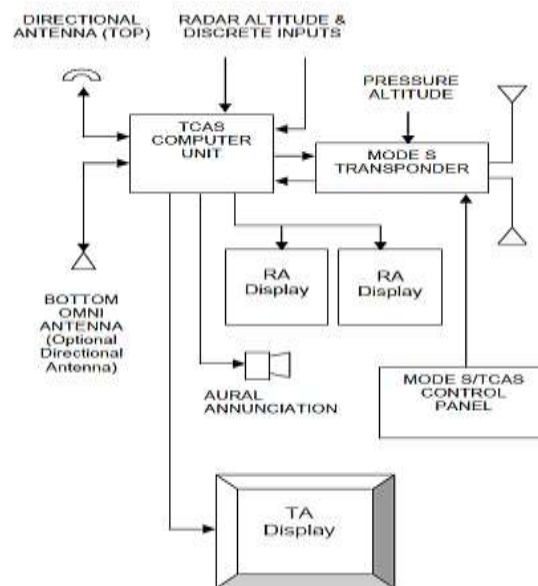 DIRECTIONAL
ANTENNA (TOP)
RADAR ALTITUDE &
DISCRETE INPUTS
PRESSURE
ALTITUDE
TCAS
COMPUTER
UNIT
MODE S
TRANSPONDER
RA
Display
RA
Display
BOTTOM
OMNI
ANTENNA
(Optional
Directional
Antenna)
AURAL
ANNUNCIATION
MODE S/TCAS
CONTROL
PANEL
TA
Display